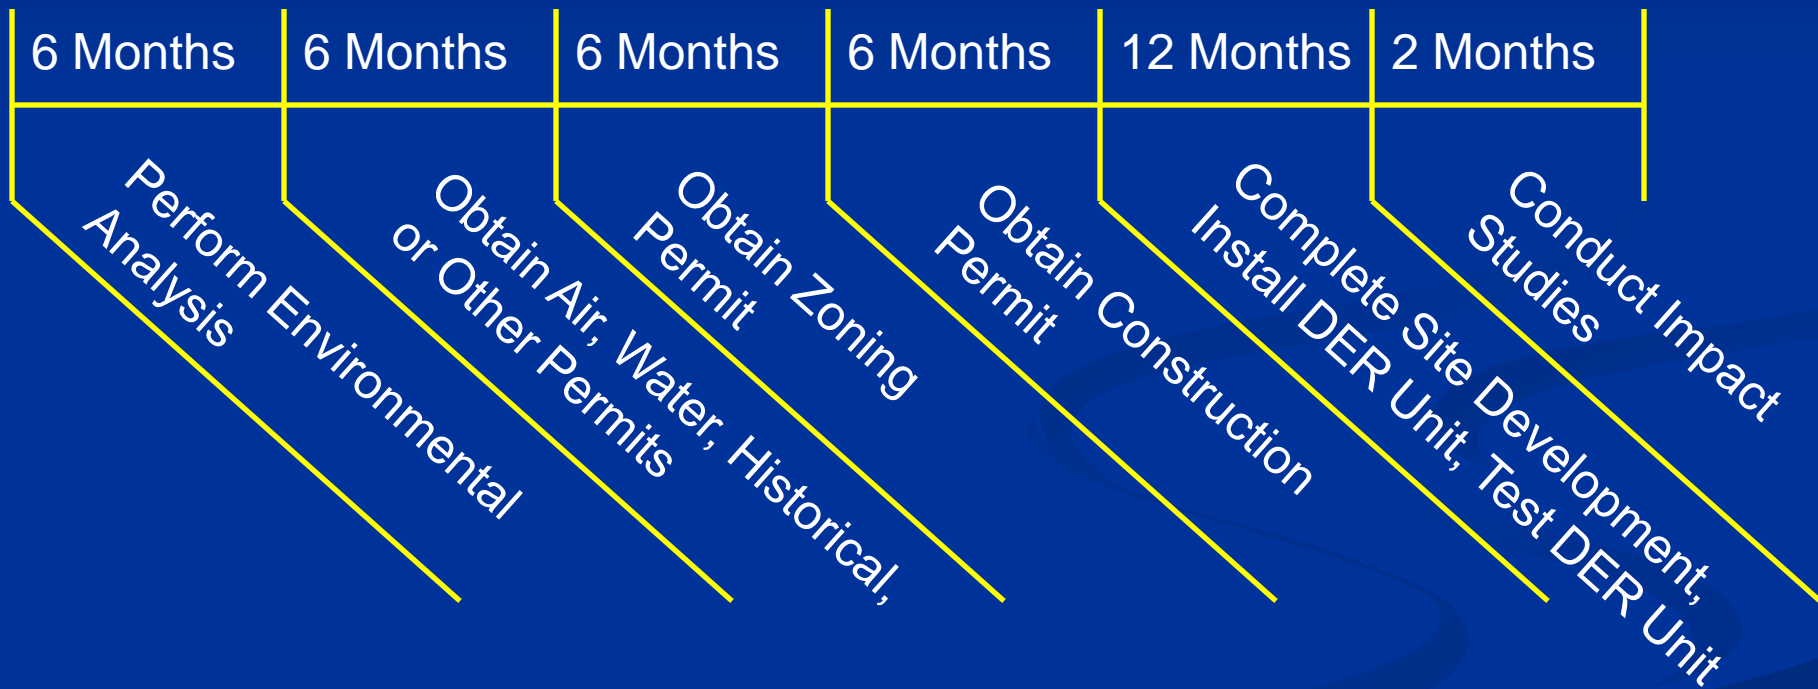 6 Months
6 Months
6 Months
6 Months
12 Months
2 Months
Perform Environmental
Analysis
Obtain Air, Water, Historical,
or Other Permits
Obtain Zoning
Permit
Obtain Construction
Permit
Complete Site Development,
Install DER Unit, Test DER Unit
Conduct Impact
Studies